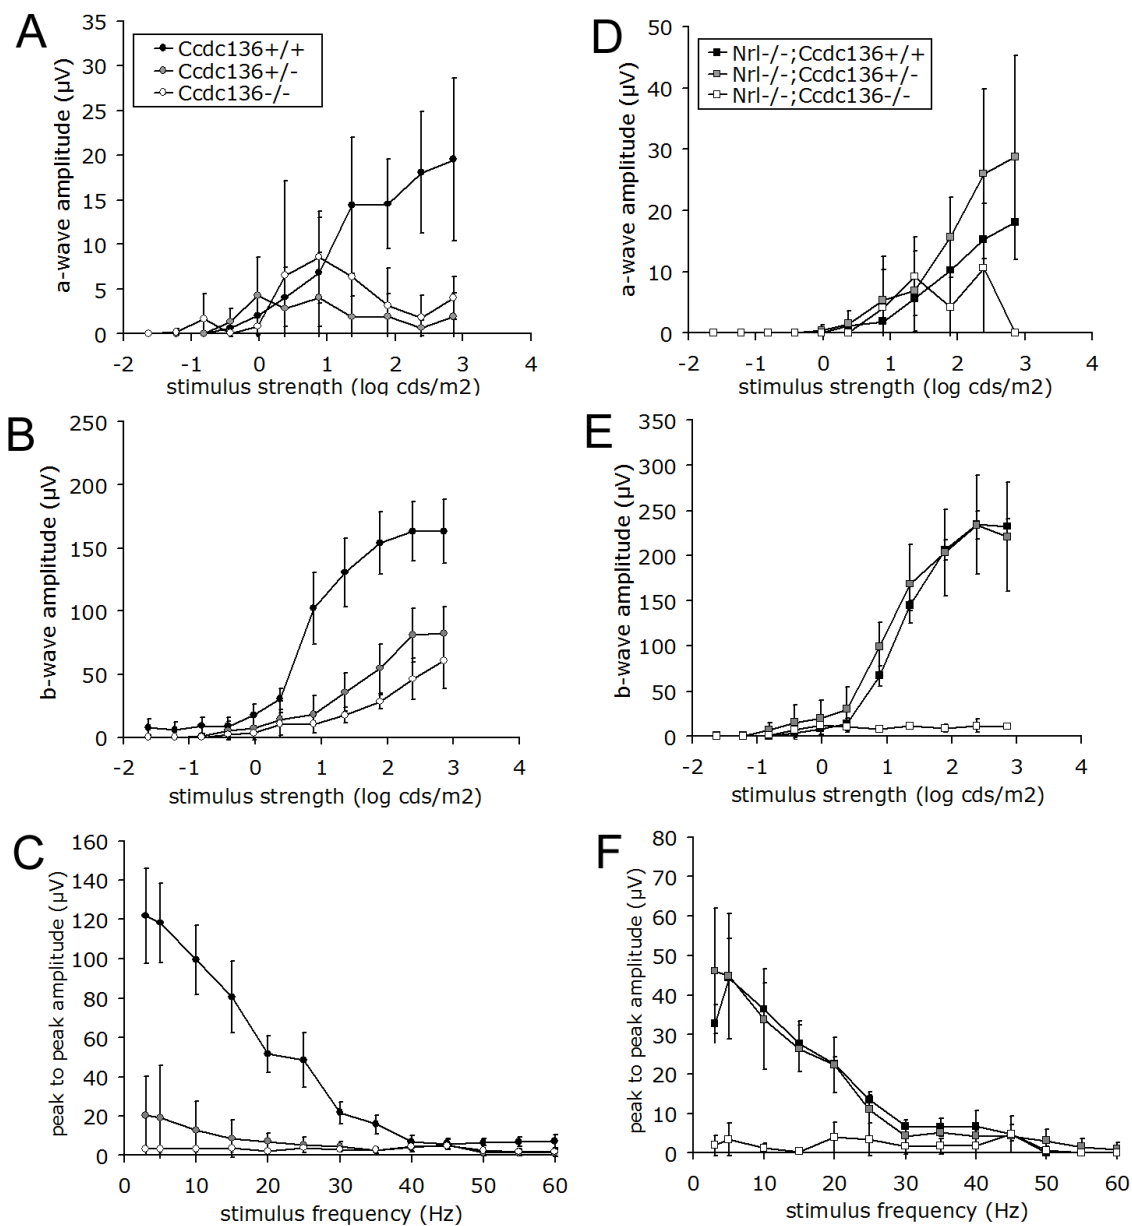 A
a-wave amplitude (µV)
35
30
25
20
15
10
5
0
Ccdc136+/+
Ccdc136+/-
Ccdc136-/-
-2 -1 0 1 2 3 4
stimulus strength (log cds/m2)
D
a-wave amplitude (µV)
50
40
30
20
10
0
Nrl-/-;Ccdc136+/+
Nrl-/-;Ccdc136+/-
Nrl-/-;Ccdc136-/-
-2 -1 0 1 2 3 4
stimulus strength (log cds/m2)
B
b-wave amplitude (µV)
250
200
150
100
50
0
-2 -1 0 1 2 3 4
stimulus strength (log cds/m2)
E
b-wave amplitude (µV)
350
300
250
200
150
100
50
0
-2 -1 0 1 2 3 4
stimulus strength (log cds/m2)
C
peak to peak amplitude (µV)
160
140
120
100
80
60
40
20
0
0 10 20 30 40 50 60
stimulus frequency (Hz)
F
peak to peak amplitude (µV)
80
70
60
50
40
30
20
10
0
0 10 20 30 40 50 60
stimulus frequency (Hz)